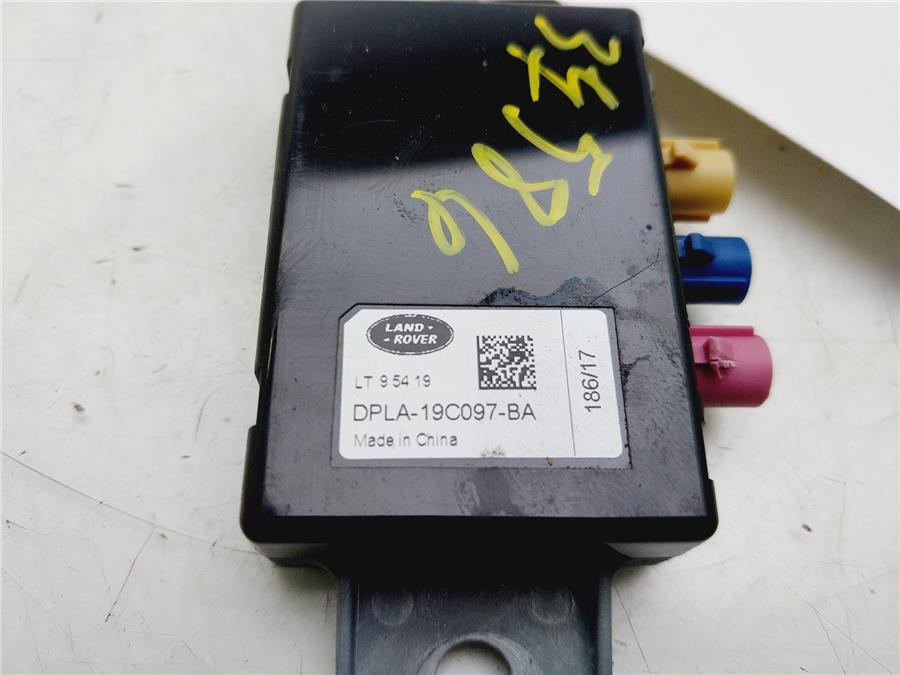 LAND-
-ROVER
LT 9 54 19
DPLA-19C097-BA
Made in China
186/17